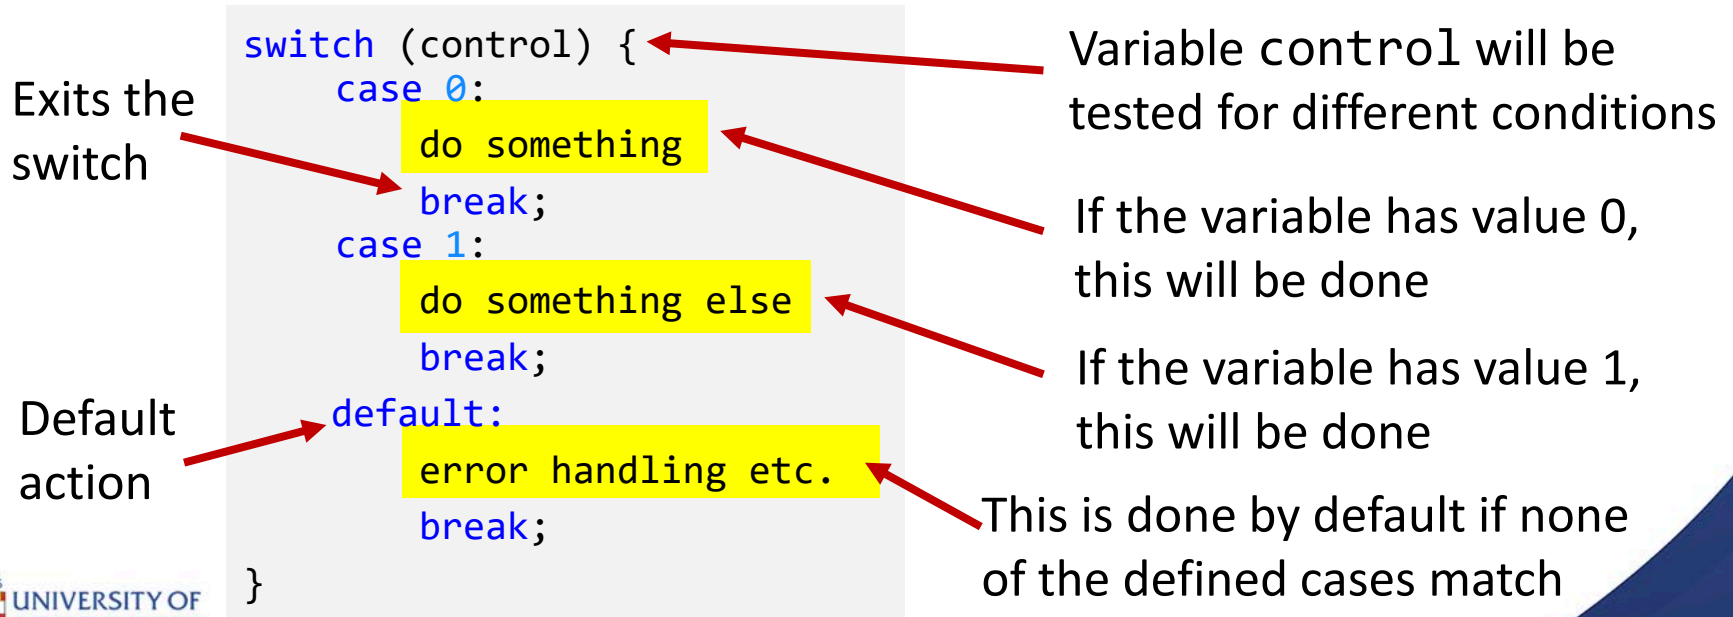 switch (control) {
case 0:
do something
break;
case 1:
do something else
break;
default:
error handling etc.
break;
}
Exits the
switch
Default
action
Variable control will be
tested for different conditions
If the variable has value 0,
this will be done
If the variable has value 1,
this will be done
This is done by default if none
of the defined cases match
UNIVERSITY OF